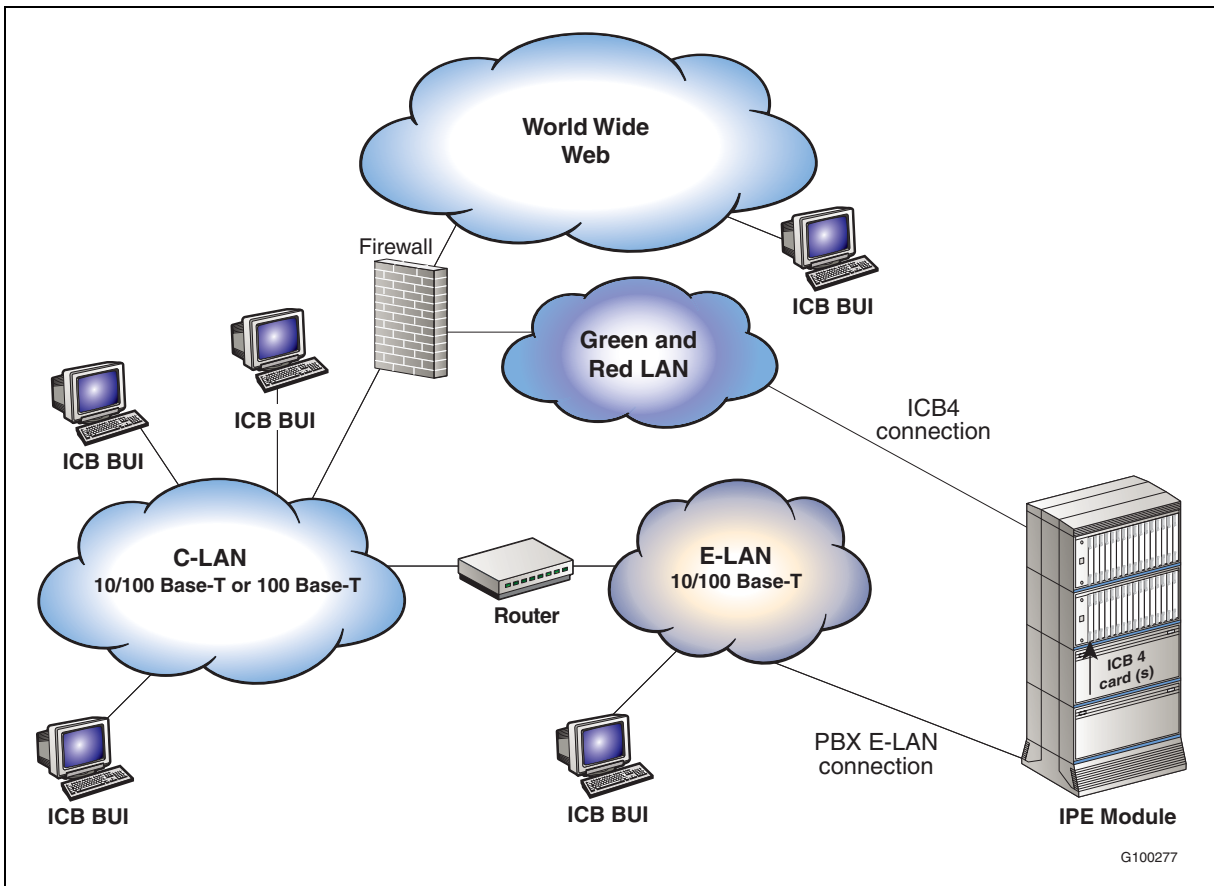 World Wide
Web
Firewall
ICB BUI
Green and
Red LAN
ICB BUI
ICB BUI
ICB4
connection
C-LAN
10/100 Base-T or 100 Base-T
Router
E-LAN
10/100 Base-T
ICB 4
card (s)
ICB BUI
ICB BUI
PBX E-LAN
connection
IPE Module
G100277